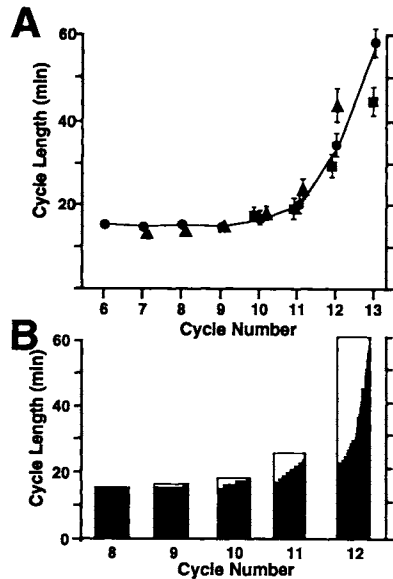 A
60
40
20
Cycle Length (min)
6 7 8 9 10 11 12 13
Cycle Number
B
60
40
20
0
Cycle Length (min)
8 9 10 11 12
Cycle Number